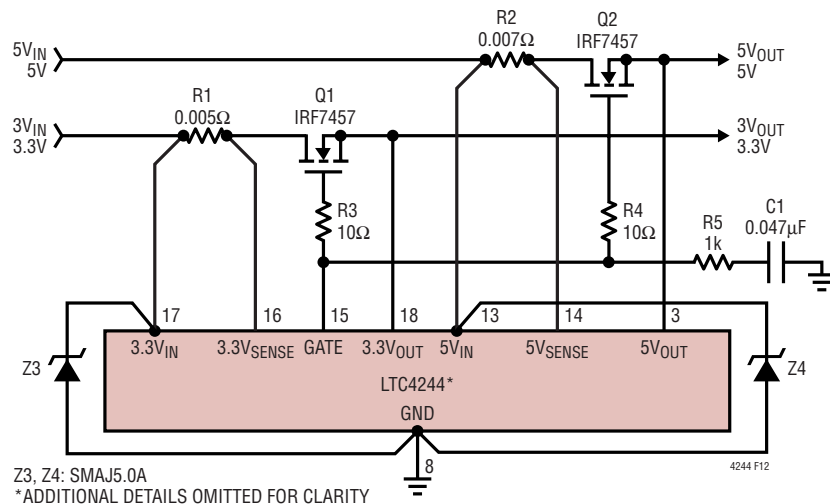 R2
0.007Ω
Q2
IRF7457
5VIN
5V
5VOUT
5V
R1
0.005Ω
Q1
IRF7457
3VIN
3.3V
3VOUT
3.3V
R3
10Ω
R4
10Ω
R5
1k
C1
0.047µF
17
16
15
18
13
14
3
3.3VIN
3.3VSENSE
GATE
3.3VOUT
5VIN
5VSENSE
5VOUT
Z3
Z4
LTC4244*
GND
8
4244 F12
Z3, Z4: SMAJ5.0A
*ADDITIONAL DETAILS OMITTED FOR CLARITY